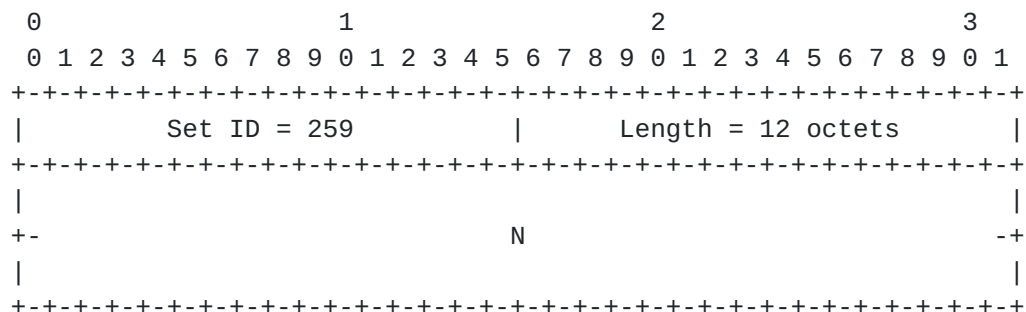 0                   1                   2                   3
0 1 2 3 4 5 6 7 8 9 0 1 2 3 4 5 6 7 8 9 0 1 2 3 4 5 6 7 8 9 0 1
+-+-+-+-+-+-+-+-+-+-+-+-+-+-+-+-+-+-+-+-+-+-+-+-+-+-+-+-+-+-+-+-+
|         Set ID = 259          |      Length = 12 octets       |
+-+-+-+-+-+-+-+-+-+-+-+-+-+-+-+-+-+-+-+-+-+-+-+-+-+-+-+-+-+-+-+-+
|                                                               |
+-                              N                              -+
|                                                               |
+-+-+-+-+-+-+-+-+-+-+-+-+-+-+-+-+-+-+-+-+-+-+-+-+-+-+-+-+-+-+-+-+